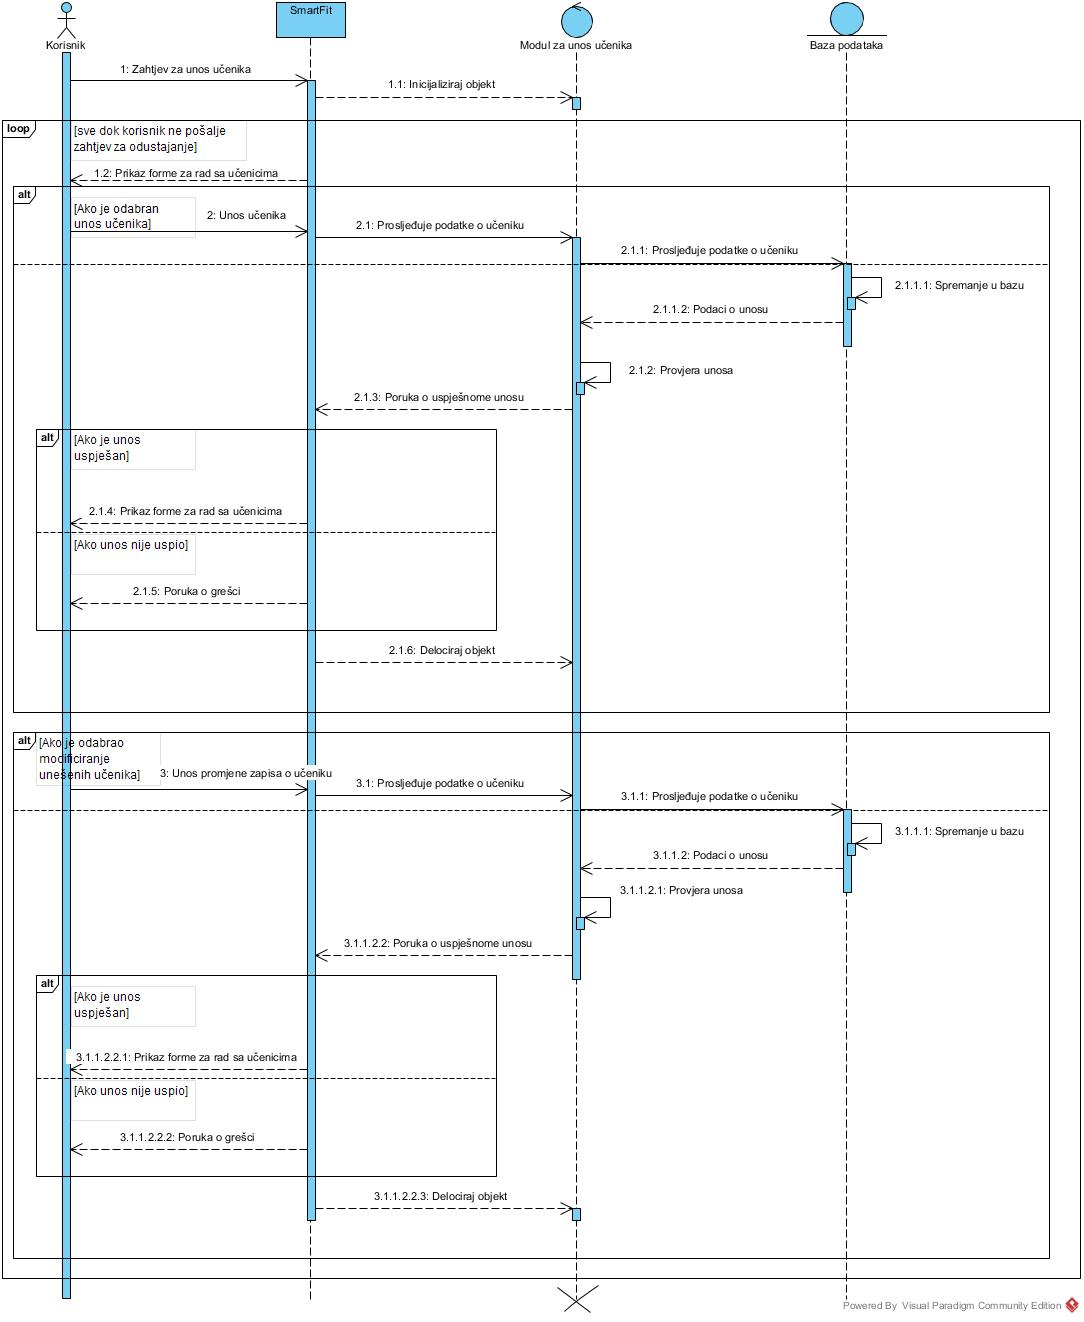 SmartFit
Korisnik
Modul za unos učenika
Baza podataka
1: Zahtjev za unos učenika
1.1: Inicijaliziraj objekt
loop
[sve dok korisnik ne pošalje
zahtjev za odustajanje]
1.2: Prikaz forme za rad sa učenicima
alt
[Ako je odabran
unos učenika]
2: Unos učenika
2.1: Prosljeđuje podatke o učeniku
2.1.1: Prosljeđuje podatke o učeniku
2.1.1.1: Spremanje u bazu
2.1.1.2: Podaci o unosu
2.1.2: Provjera unosa
2.1.3: Poruka o uspješnome unosu
alt
[Ako je unos
uspješan]
2.1.4: Prikaz forme za rad sa učenicima
[Ako unos nije uspio]
2.1.5: Poruka o grešci
2.1.6: Delociraj objekt
alt
[Ako je odabrao
modificiranje
unešenih učenika]
3: Unos promjene zapisa o učeniku
3.1: Prosljeđuje podatke o učeniku
3.1.1: Prosljeđuje podatke o učeniku
3.1.1.1: Spremanje u bazu
3.1.1.2: Podaci o unosu
3.1.1.2.1: Provjera unosa
3.1.1.2.2: Poruka o uspješnome unosu
alt
[Ako je unos
uspješan]
3.1.1.2.2.1: Prikaz forme za rad sa učenicima
[Ako unos nije uspio]
3.1.1.2.2.2: Poruka o grešci
3.1.1.2.2.3: Delociraj objekt
Powered By Visual Paradigm Community Edition